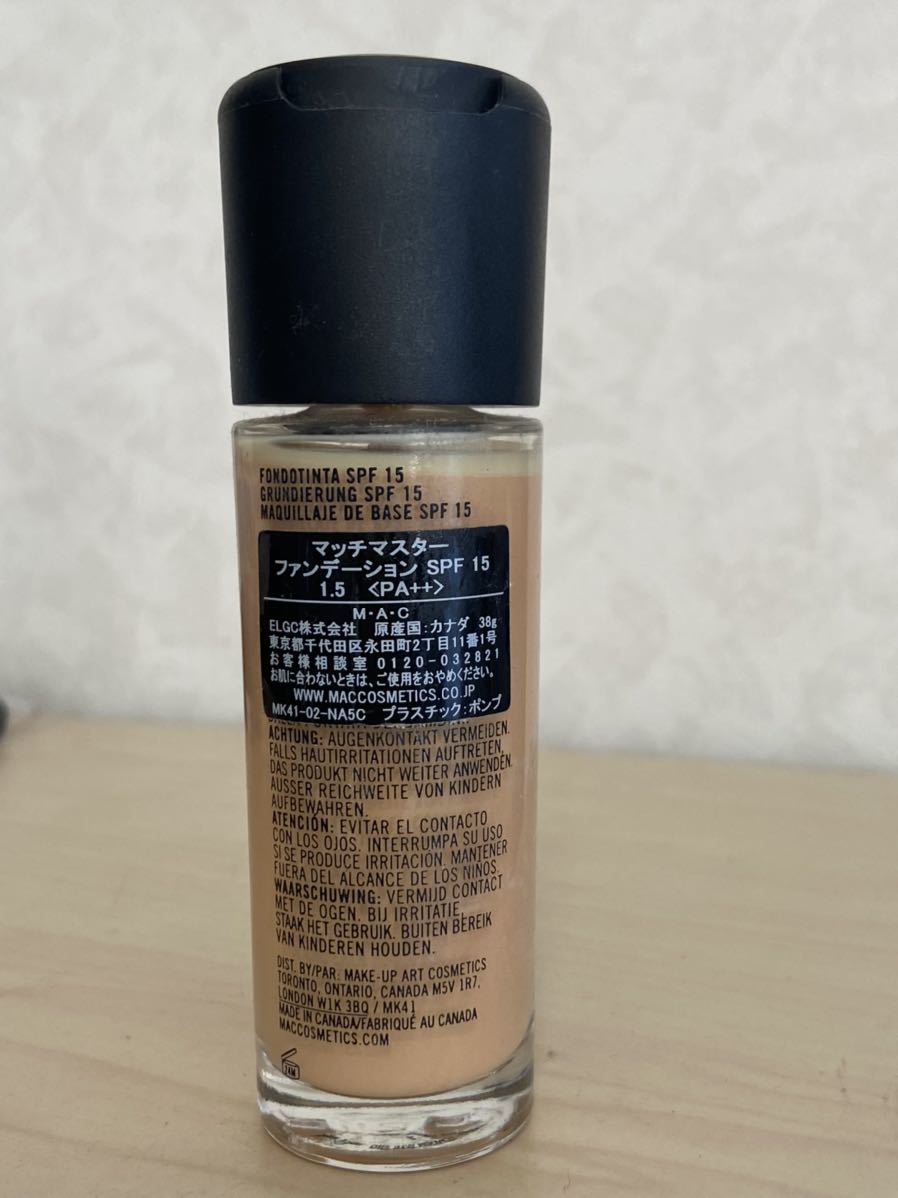 FONDOTINTA SPF 15
GRUNDIERUNG SPF 15
MAQUILLAJE DE BASE SPF 15
マッチマスター
ファンデーション SPF 15
1.5 <PA++>
M・A・C
ELGC株式会社 原産国:カナダ 38g
東京都千代田区永田町2丁目11番1号
お客様相談室 0120-032821
お肌に合わないときは、ご使用をおやめください。
WWW.MACCOSMETICS.CO.JP
MK41-02-NA5C プラスチック:ポンプ
ACHTUNG: AUGENKONTAKT VERMEIDEN.
FALLS HAUTIRRITATIONEN AUFTRETEN,
DAS PRODUKT NICHT WEITER ANWENDEN.
AUSSER REICHWEITE VON KINDERN
AUFBEWAHREN.
ATENCIÓN: EVITAR EL CONTACTO
CON LOS OJOS. INTERRUMPA SU USO
SI SE PRODUCE IRRITACIÓN. MANTENER
FUERA DEL ALCANCE DE LOS NIÑOS.
WAARSCHUWING: VERMIJD CONTACT
MET DE OGEN. BIJ IRRITATIE,
STAAK HET GEBRUIK. BUITEN BEREIK
VAN KINDEREN HOUDEN.
DIST. BY/PAR: MAKE-UP ART COSMETICS
TORONTO, ONTARIO, CANADA M5V 1R7,
LONDON W1K 3BQ / MK41
MADE IN CANADA/FABRIQUÉ AU CANADA
MACCOSMETICS.COM
24M